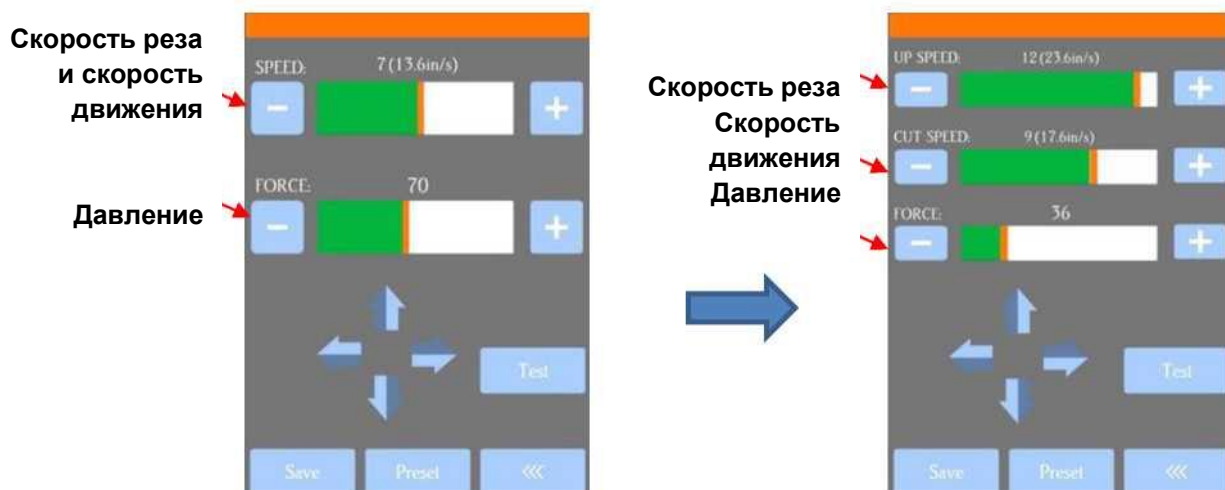 Скорость реза
и скорость
движения
Давление
SPEED: 7(13.6in/s)
FORCE: 70
Test
Save Preset <<<
Скорость реза
Скорость
движения
Давление
UP SPEED: 12(23.6in/s)
CUT SPEED: 9(17.6in/s)
FORCE: 36
Test
Save Preset <<<